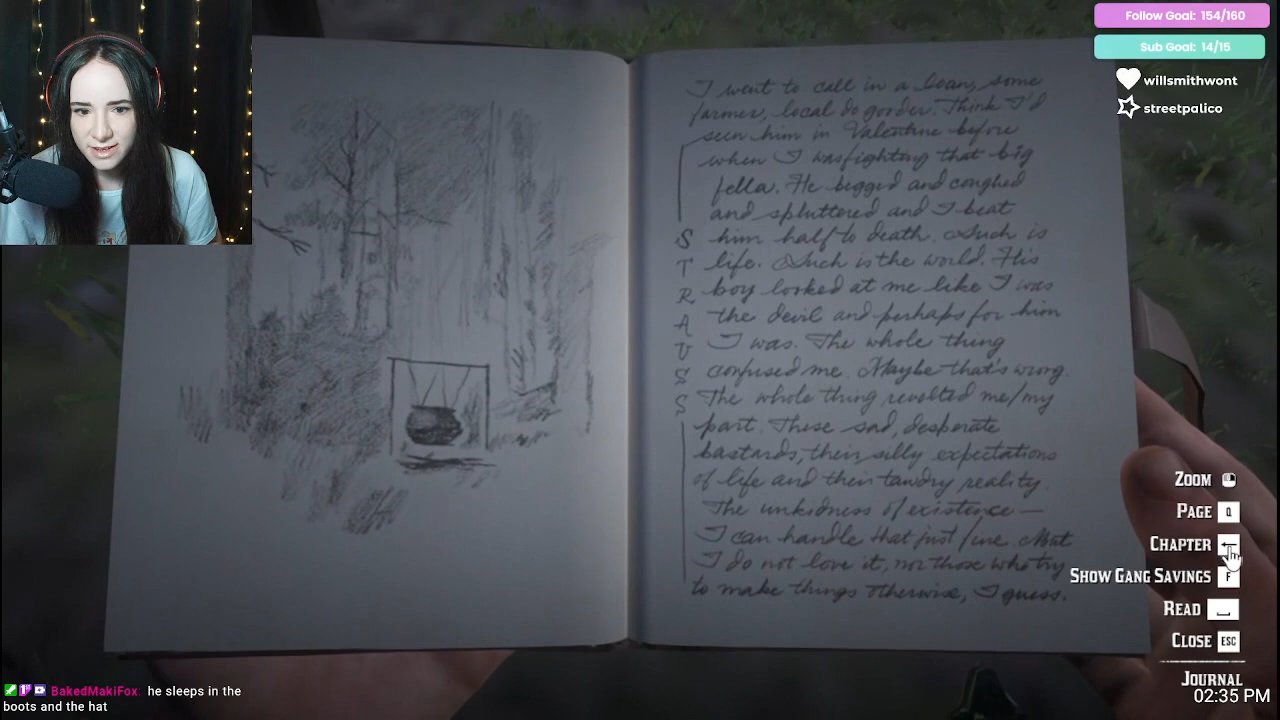 Follow Goal: 154/160
Sub Goal: 14/15
willsmithwont
streetpalico
I went to call in a loan, some
farmer, local do gooder. Think I'd
seen him in Valentine before
when I was fighting that big
fella. He begged and coughed
and spluttered and I beat
him half to death. Such is
life. Such is the world. His
boy looked at me like I was
the devil and perhaps for him
I was. The whole thing
confused me. Maybe that's wrong.
The whole thing revolted me/my
part. These sad, desperate
bastards, their silly expectations
of life and their tawdry reality.
The unkidness of existence —
I can handle that just fine. But
I do not love it, nor those who try
to make things otherwise, I guess.
STRAUSS
ZOOM
PAGE Q
CHAPTER
SHOW GANG SAVINGS F
READ
CLOSE ESC
JOURNAL
02:35 PM
BakedMakiFox: he sleeps in the
boots and the hat